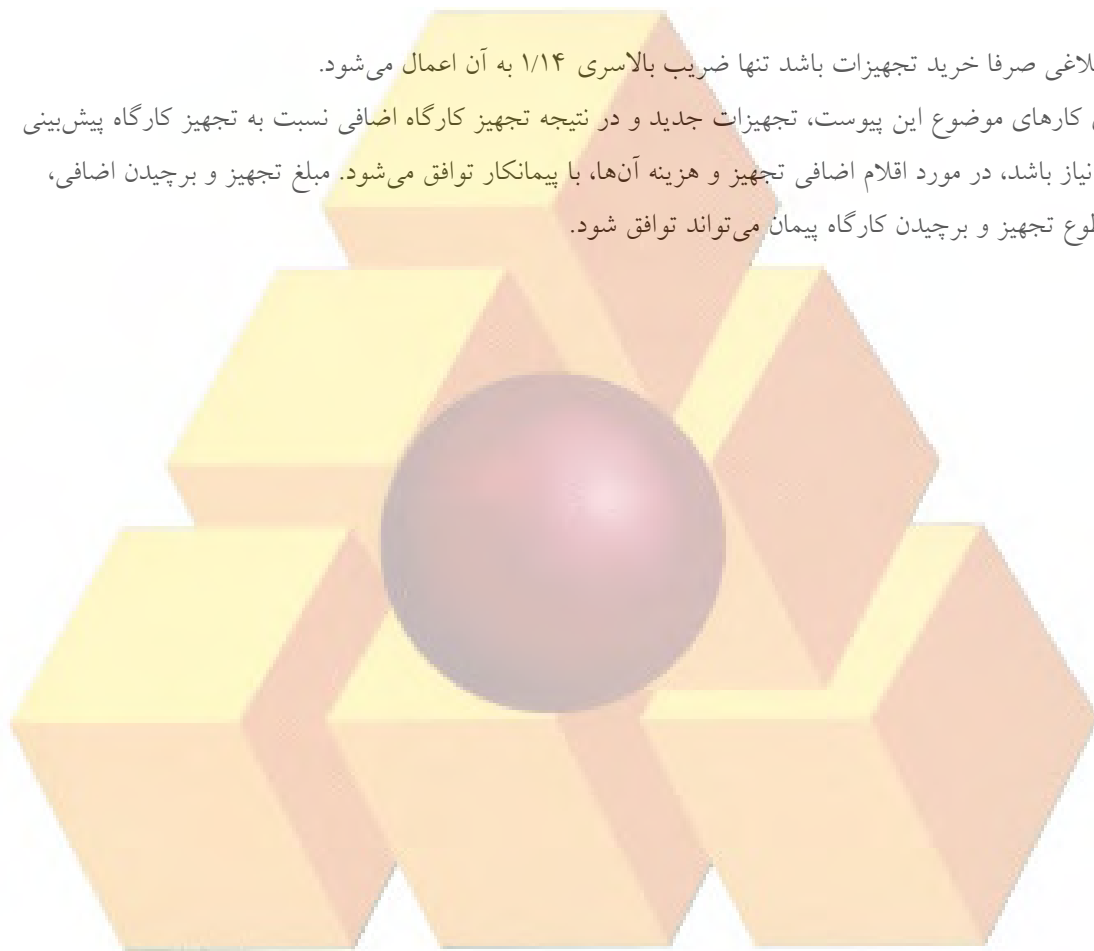 لاغی صرفا خرید تجهیزات باشد تنها ضریب بالاسری ۱/۱۴ به آن اعمال می‌شود.
کارهای موضوع این پیوست، تجهیزات جدید و در نتیجه تجهیز کارگاه اضافی نسبت به تجهیز کارگاه پیش‌بینی
نیاز باشد، در مورد اقلام اضافی تجهیز و هزینه آن‌ها، با پیمانکار توافق می‌شود. مبلغ تجهیز و برچیدن اضافی،
طوع تجهیز و برچیدن کارگاه پیمان می‌تواند توافق شود.